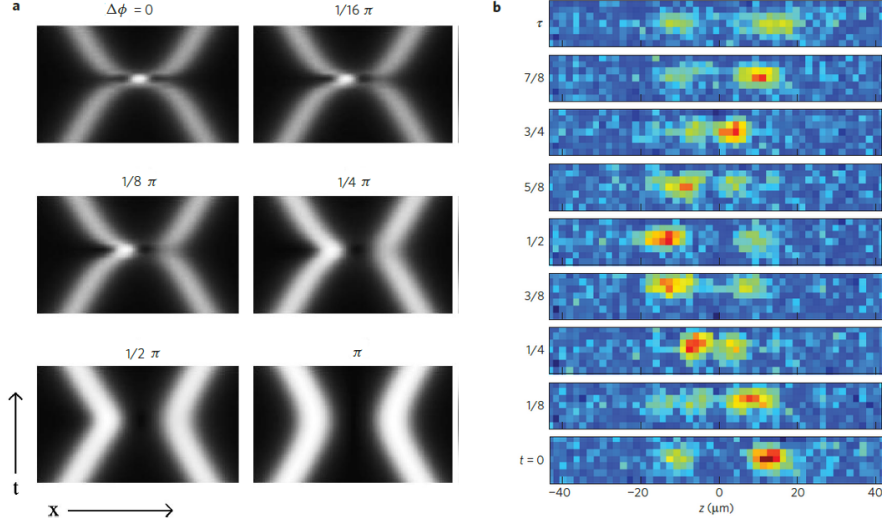 a
Δϕ = 0
1/16 π
1/8 π
1/4 π
1/2 π
π
t
x
b
τ
7/8
3/4
5/8
1/2
3/8
1/4
1/8
t = 0
−40
−20
0
20
40
z (μm)